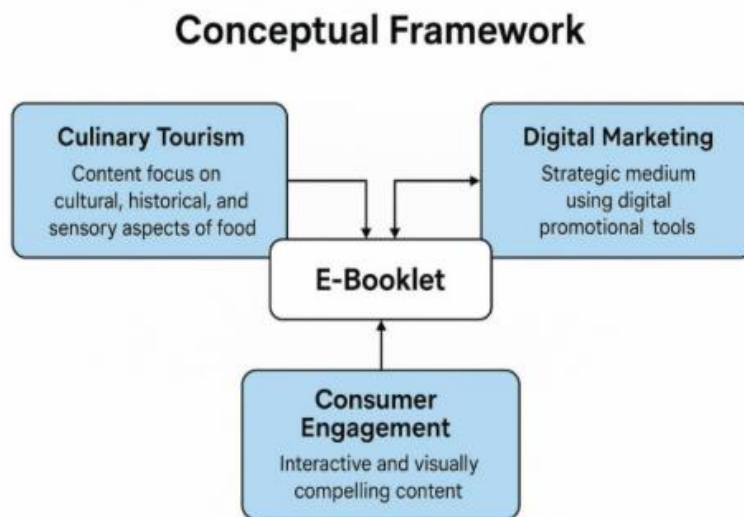 Conceptual Framework
Culinary Tourism
Content focus on
cultural, historical, and
sensory aspects of food
Digital Marketing
Strategic medium
using digital
promotional tools
E-Booklet
Consumer
Engagement
Interactive and visually
compelling content